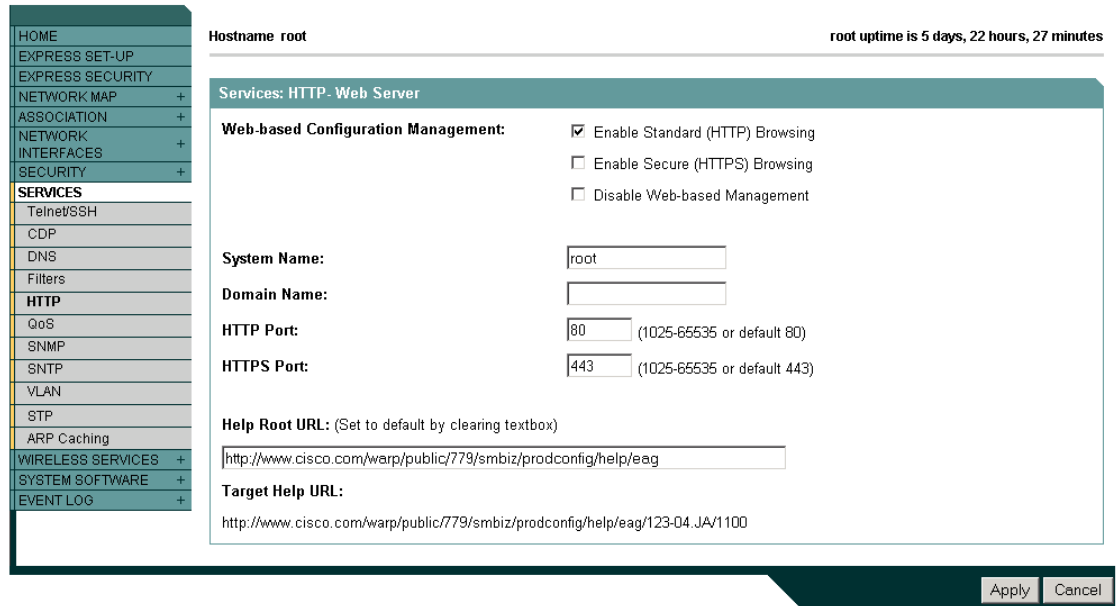 HOME
EXPRESS SET-UP
EXPRESS SECURITY
NETWORK MAP +
ASSOCIATION +
NETWORK
INTERFACES +
SECURITY +
SERVICES
Telnet/SSH
CDP
DNS
Filters
HTTP
QoS
SNMP
SNTP
VLAN
STP
ARP Caching
WIRELESS SERVICES +
SYSTEM SOFTWARE +
EVENT LOG +
Hostname root
root uptime is 5 days, 22 hours, 27 minutes
Services: HTTP- Web Server
Web-based Configuration Management:
Enable Standard (HTTP) Browsing
Enable Secure (HTTPS) Browsing
Disable Web-based Management
System Name: root
Domain Name:
HTTP Port: 80 (1025-65535 or default 80)
HTTPS Port: 443 (1025-65535 or default 443)
Help Root URL: (Set to default by clearing textbox)
http://www.cisco.com/warp/public/779/smbiz/prodconfig/help/eag
Target Help URL:
http://www.cisco.com/warp/public/779/smbiz/prodconfig/help/eag/123-04.JA/1100
Apply Cancel